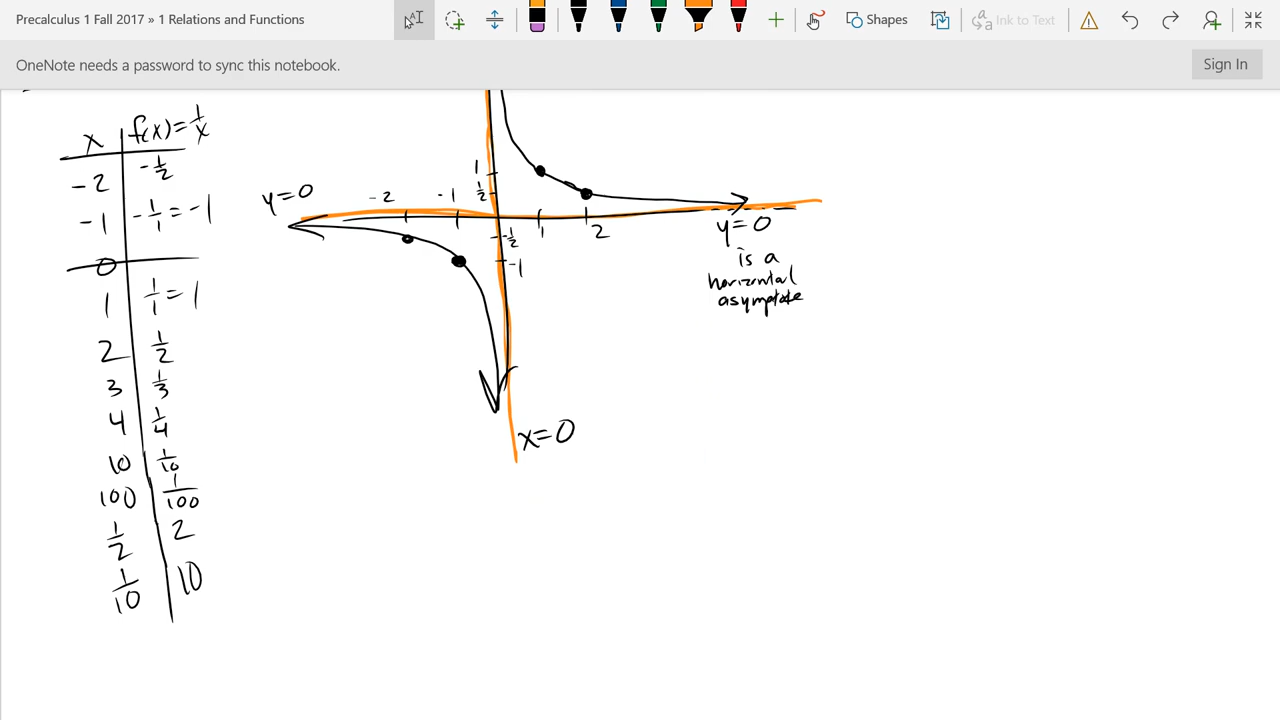 Precalculus 1 Fall 2017 » 1 Relations and Functions
Shapes
Ink to Text
OneNote needs a password to sync this notebook.
Sign In
x f(x)=1/x
-2 -1/2
-1 -1/1=-1
0
1 1/1=1
2 1/2
3 1/3
4 1/4
10 1/10
100 1/100
1/2 2
1/10 10
y=0
-2 -1
1
1/2
1 2
-1/2
-1
y=0
is a
horizontal
asymptote
x=0